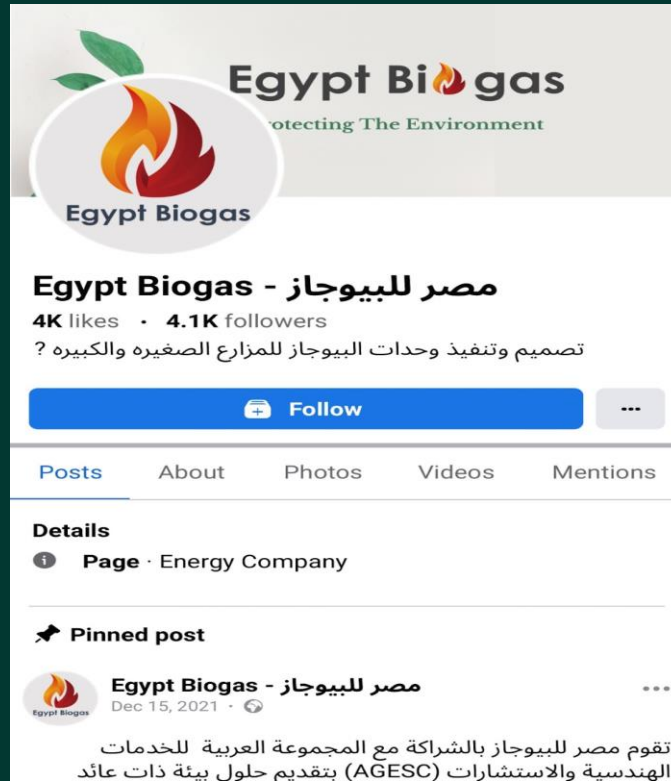 Egypt Biogas
otecting The Environment
Egypt Biogas
Egypt Biogas - مصر للبيوجاز
4K likes · 4.1K followers
تصميم وتنفيذ وحدات البيوجاز للمزارع الصغيره والكبيره ?
Follow
Posts About Photos Videos Mentions
Details
Page · Energy Company
Pinned post
Egypt Biogas
Egypt Biogas - مصر للبيوجاز
Dec 15, 2021 ·
تقوم مصر للبيوجاز بالشراكة مع المجموعة العربية للخدمات
الهندسية والاستشارات (AGESC) بتقديم حلول بيئة ذات عائد